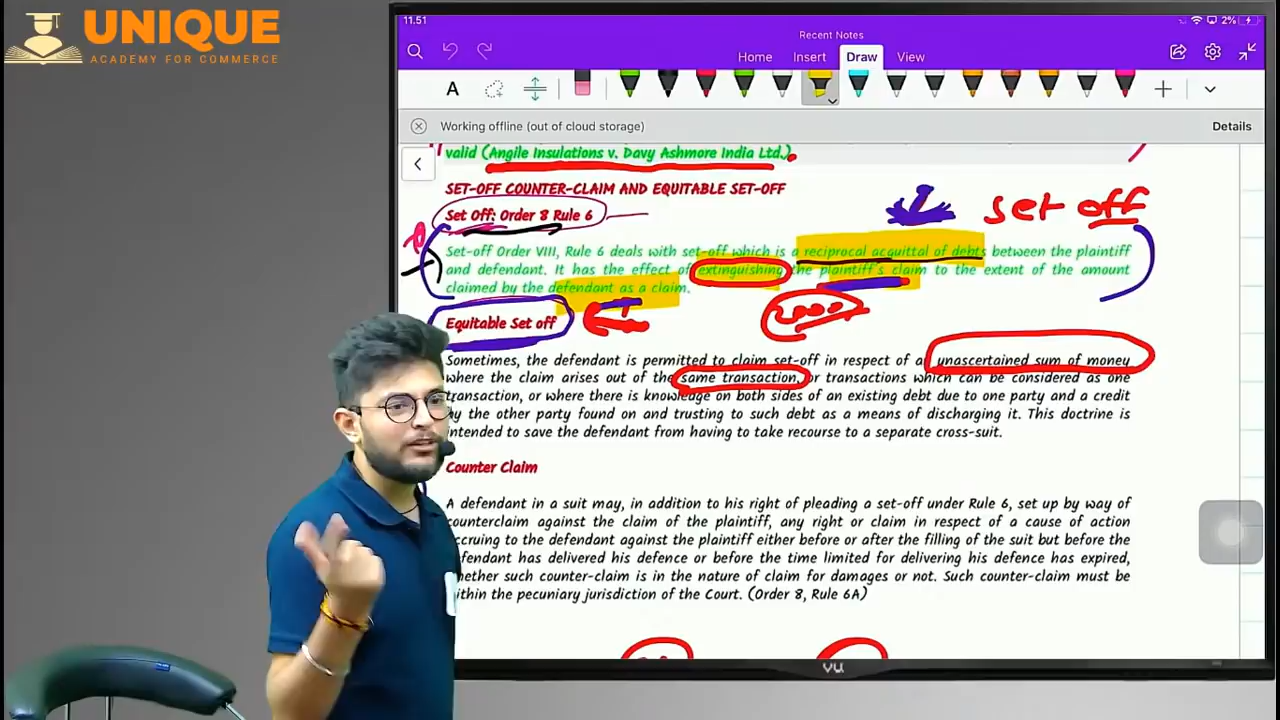 UNIQUE
ACADEMY FOR COMMERCE
11.51
2%
Recent Notes
Home Insert Draw View
A
Working offline (out of cloud storage)
Details
valid (Angile Insulations v. Davy Ashmore India Ltd.).
SET-OFF COUNTER-CLAIM AND EQUITABLE SET-OFF
Set Off: Order 8 Rule 6
set off
Set-off Order VIII, Rule 6 deals with set-off which is a reciprocal acquittal of debts between the plaintiff
and defendant. It has the effect of extinguishing the plaintiff's claim to the extent of the amount
claimed by the defendant as a claim.
Equitable Set off
Sometimes, the defendant is permitted to claim set-off in respect of an unascertained sum of money
where the claim arises out of the same transaction, or transactions which can be considered as one
transaction, or where there is knowledge on both sides of an existing debt due to one party and a credit
by the other party found on and trusting to such debt as a means of discharging it. This doctrine is
intended to save the defendant from having to take recourse to a separate cross-suit.
Counter Claim
A defendant in a suit may, in addition to his right of pleading a set-off under Rule 6, set up by way of
counterclaim against the claim of the plaintiff, any right or claim in respect of a cause of action
accruing to the defendant against the plaintiff either before or after the filling of the suit but before the
defendant has delivered his defence or before the time limited for delivering his defence has expired,
whether such counter-claim is in the nature of claim for damages or not. Such counter-claim must be
within the pecuniary jurisdiction of the Court. (Order 8, Rule 6A)
vu